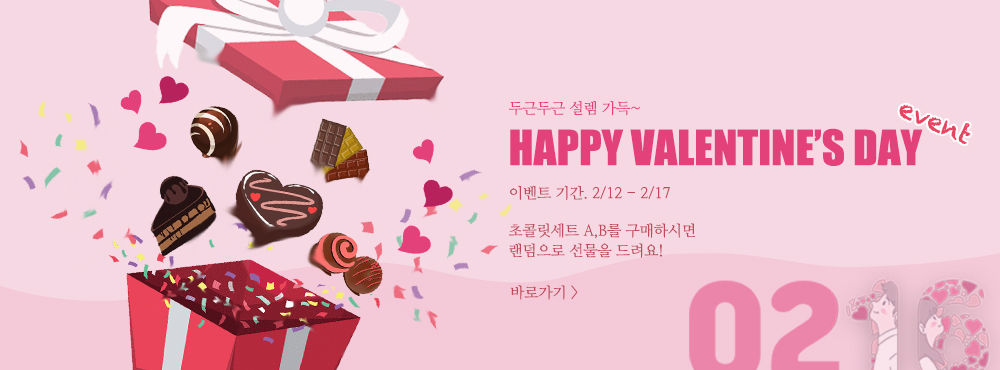 두근두근 설렘 가득~
HAPPY VALENTINE'S DAY event
이벤트 기간. 2/12 - 2/17
초콜릿세트 A,B를 구매하시면
랜덤으로 선물을 드려요!
바로가기 〉
02